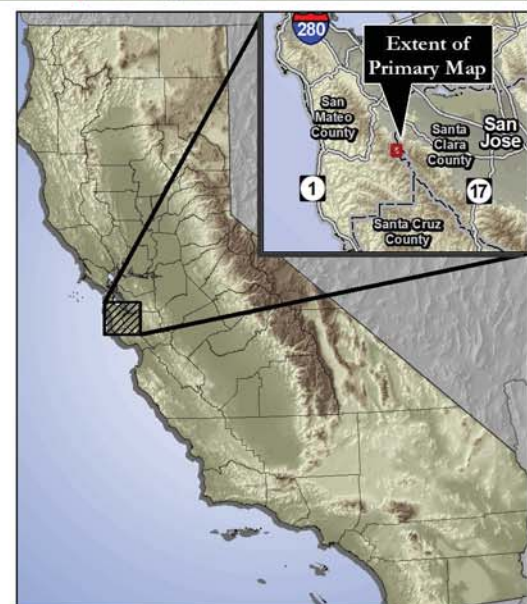 280
Extent of
Primary Map
San
Mateo
County
Santa
Clara
County
San
Jose
1
17
Santa Cruz
County